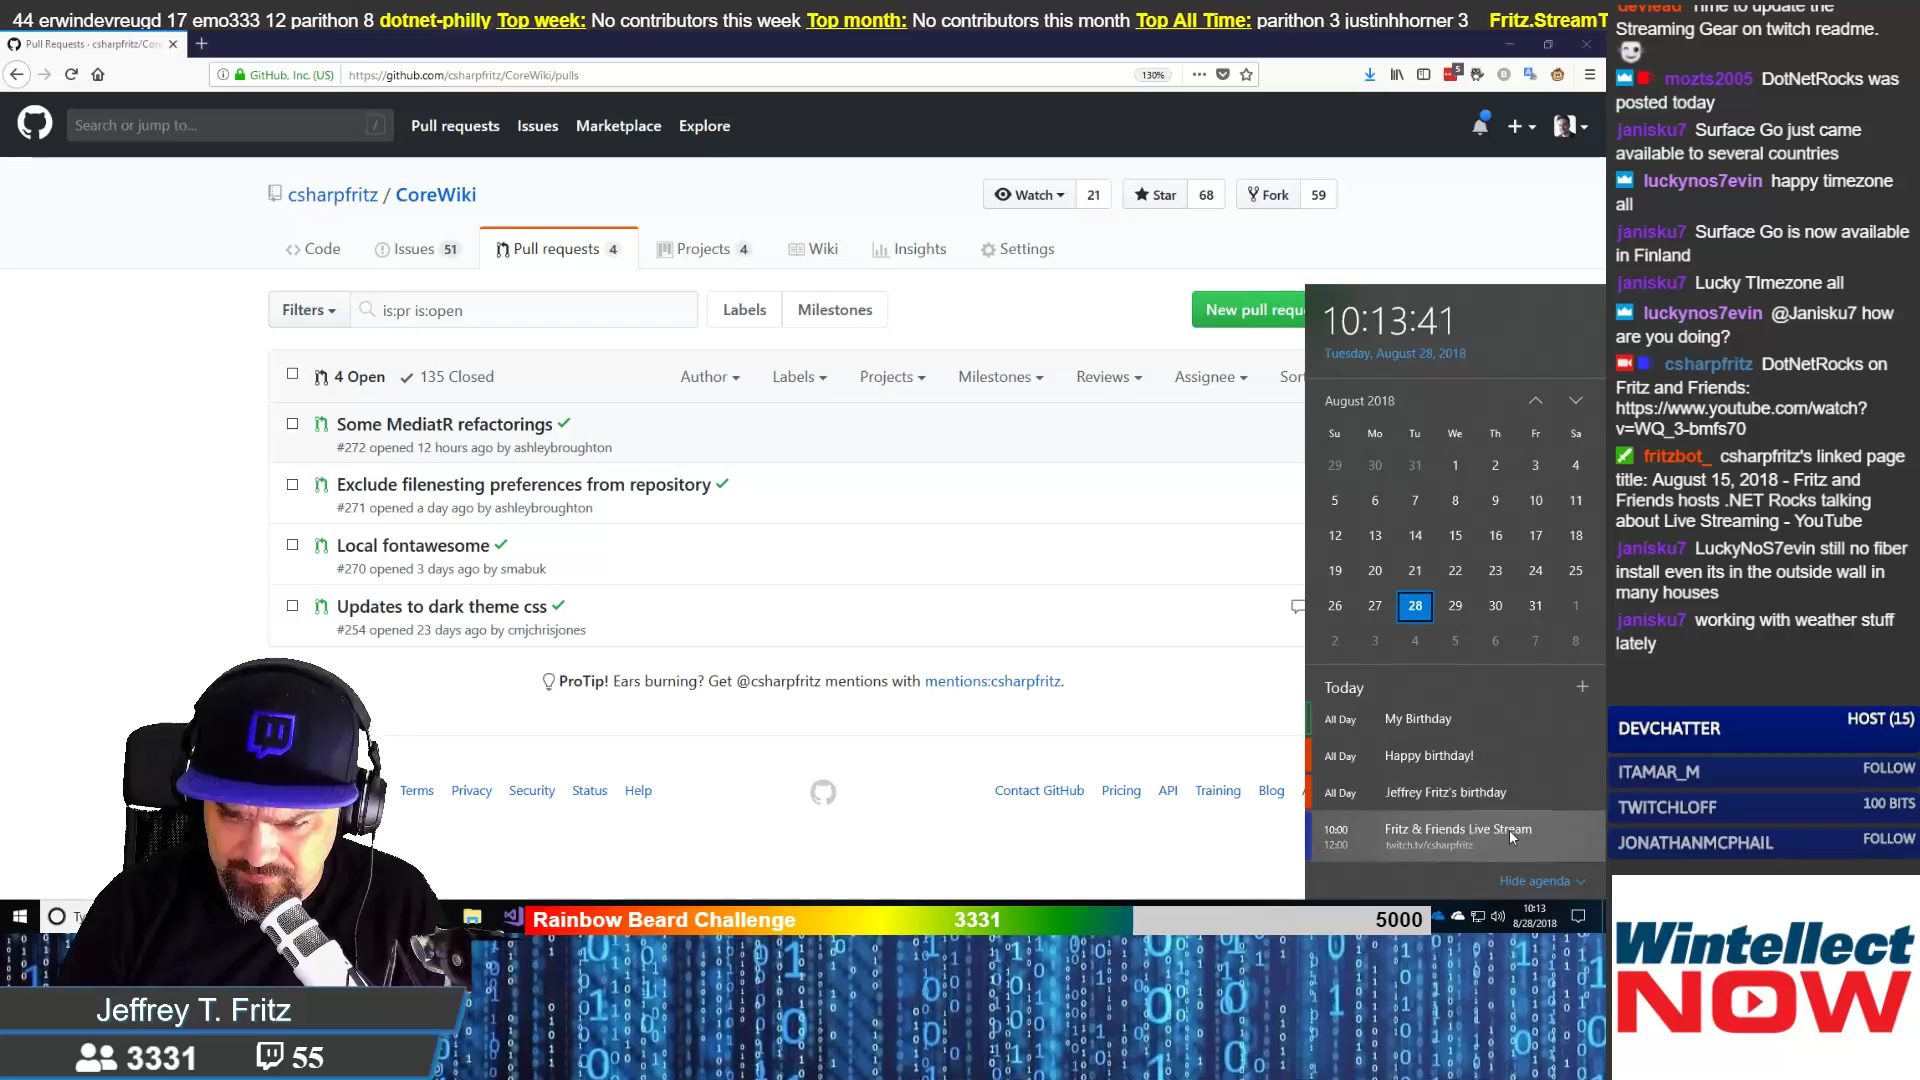 44 erwindevreugd 17 emo333 12 parithon 8 dotnet-philly Top week: No contributors this week Top month: No contributors this month Top All Time: parithon 3 justinhhorner 3 Fritz.StreamT
Pull Requests · csharpfritz/Core
GitHub, Inc. (US)
https://github.com/csharpfritz/CoreWiki/pulls
130%
5
Search or jump to...
/
Pull requests
Issues
Marketplace
Explore
csharpfritz / CoreWiki
Watch 21
Star 68
Fork 59
Code
Issues 51
Pull requests 4
Projects 4
Wiki
Insights
Settings
Filters
is:pr is:open
Labels
Milestones
New pull requ
4 Open
135 Closed
Author
Labels
Projects
Milestones
Reviews
Assignee
Sor
Some MediatR refactorings
#272 opened 12 hours ago by ashleybroughton
Exclude filenesting preferences from repository
#271 opened a day ago by ashleybroughton
Local fontawesome
#270 opened 3 days ago by smabuk
Updates to dark theme css
#254 opened 23 days ago by cmjchrisjones
ProTip! Ears burning? Get @csharpfritz mentions with mentions:csharpfritz.
Terms
Privacy
Security
Status
Help
Contact GitHub
Pricing
API
Training
Blog
10:13:41
Tuesday, August 28, 2018
August 2018
Su Mo Tu We Th Fr Sa
29 30 31 1 2 3 4
5 6 7 8 9 10 11
12 13 14 15 16 17 18
19 20 21 22 23 24 25
26 27 28 29 30 31 1
2 3 4 5 6 7 8
Today
All Day My Birthday
All Day Happy birthday!
All Day Jeffrey Fritz's birthday
10:00 Fritz & Friends Live Stream
12:00 twitch.tv/csharpfritz
Hide agenda
Rainbow Beard Challenge 3331 5000
10:13
8/28/2018
Jeffrey T. Fritz
3331 55
devlead Time to update the
Streaming Gear on twitch readme.
mozts2005 DotNetRocks was
posted today
janisku7 Surface Go just came
available to several countries
luckynos7evin happy timezone
all
janisku7 Surface Go is now available
in Finland
janisku7 Lucky TImezone all
luckynos7evin @Janisku7 how
are you doing?
csharpfritz DotNetRocks on
Fritz and Friends:
https://www.youtube.com/watch?
v=WQ_3-bmfs70
fritzbot_ csharpfritz's linked page
title: August 15, 2018 - Fritz and
Friends hosts .NET Rocks talking
about Live Streaming - YouTube
janisku7 LuckyNoS7evin still no fiber
install even its in the outside wall in
many houses
janisku7 working with weather stuff
lately
DEVCHATTER HOST (15)
ITAMAR_M FOLLOW
TWITCHLOFF 100 BITS
JONATHANMCPHAIL FOLLOW
Wintellect
NOW